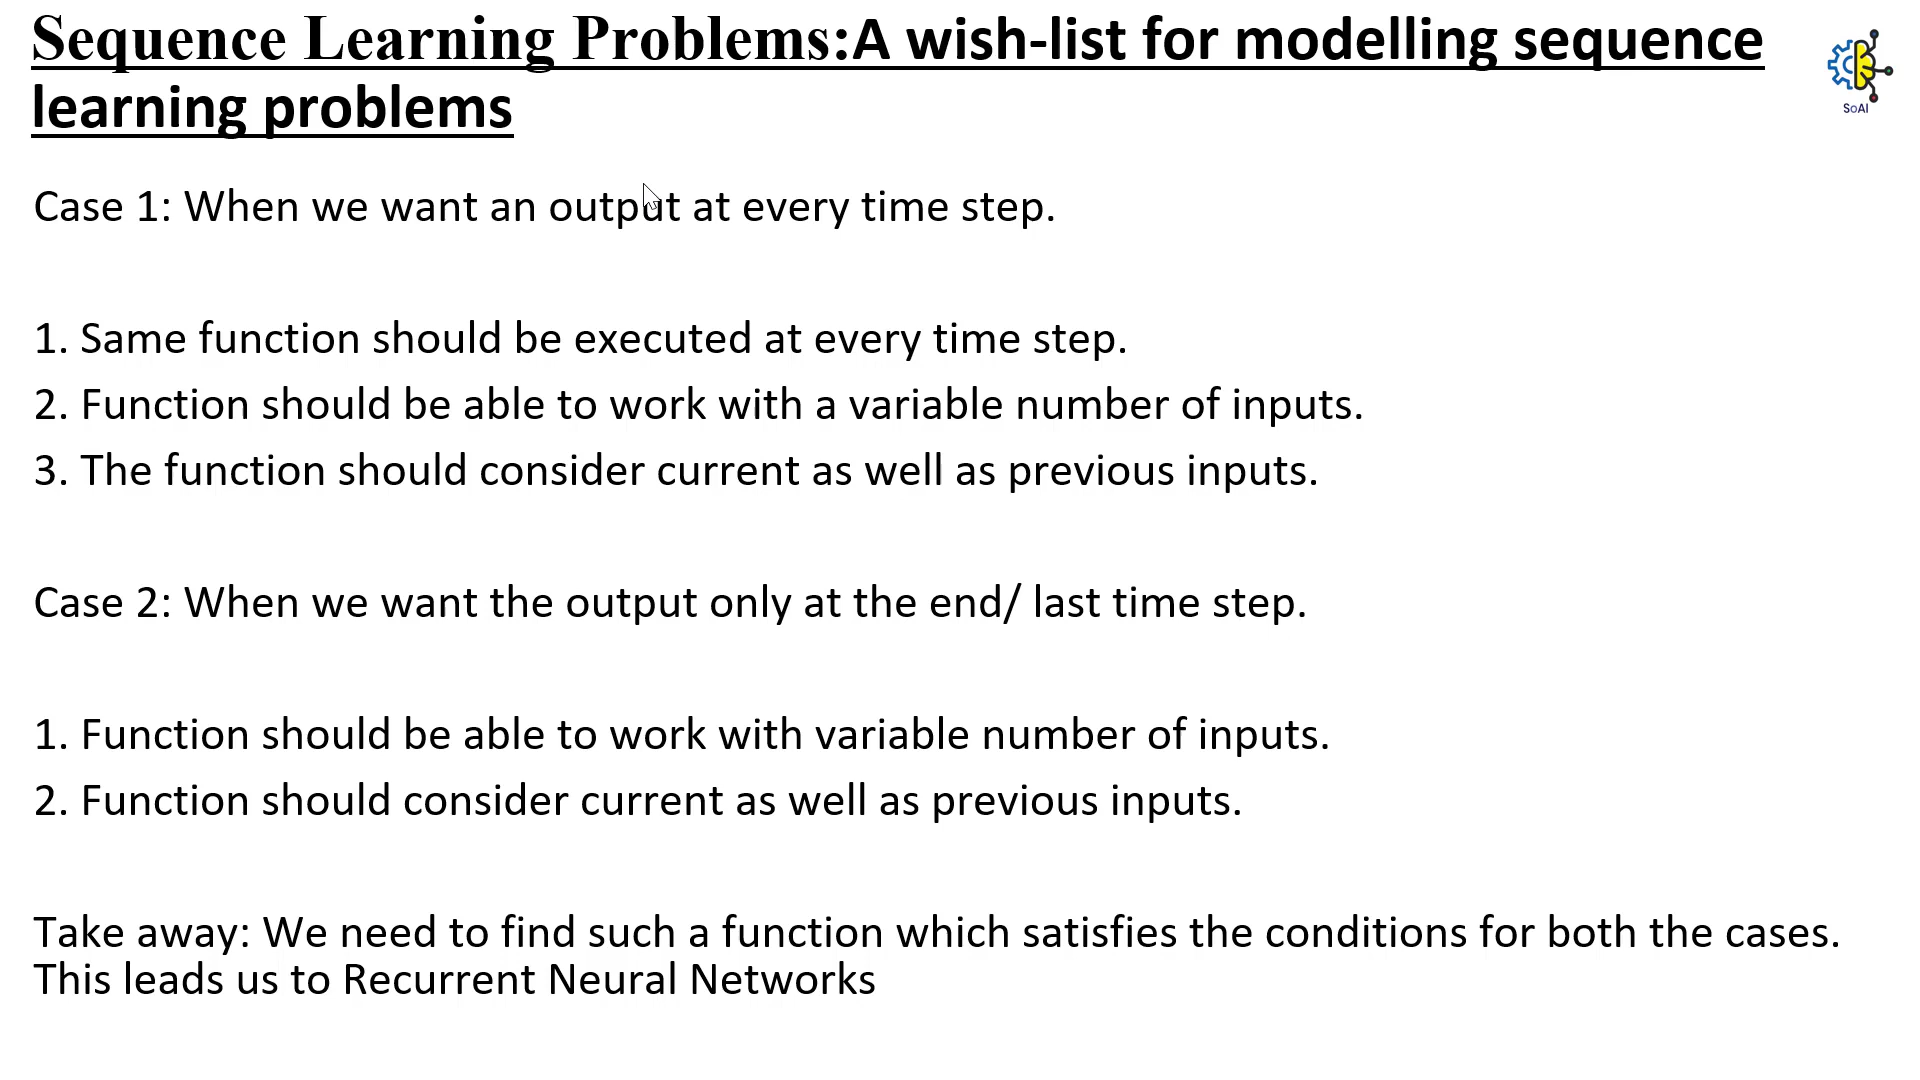 Sequence Learning Problems:A wish-list for modelling sequence
learning problems
SoAI
Case 1: When we want an output at every time step.
1. Same function should be executed at every time step.
2. Function should be able to work with a variable number of inputs.
3. The function should consider current as well as previous inputs.
Case 2: When we want the output only at the end/ last time step.
1. Function should be able to work with variable number of inputs.
2. Function should consider current as well as previous inputs.
Take away: We need to find such a function which satisfies the conditions for both the cases.
This leads us to Recurrent Neural Networks